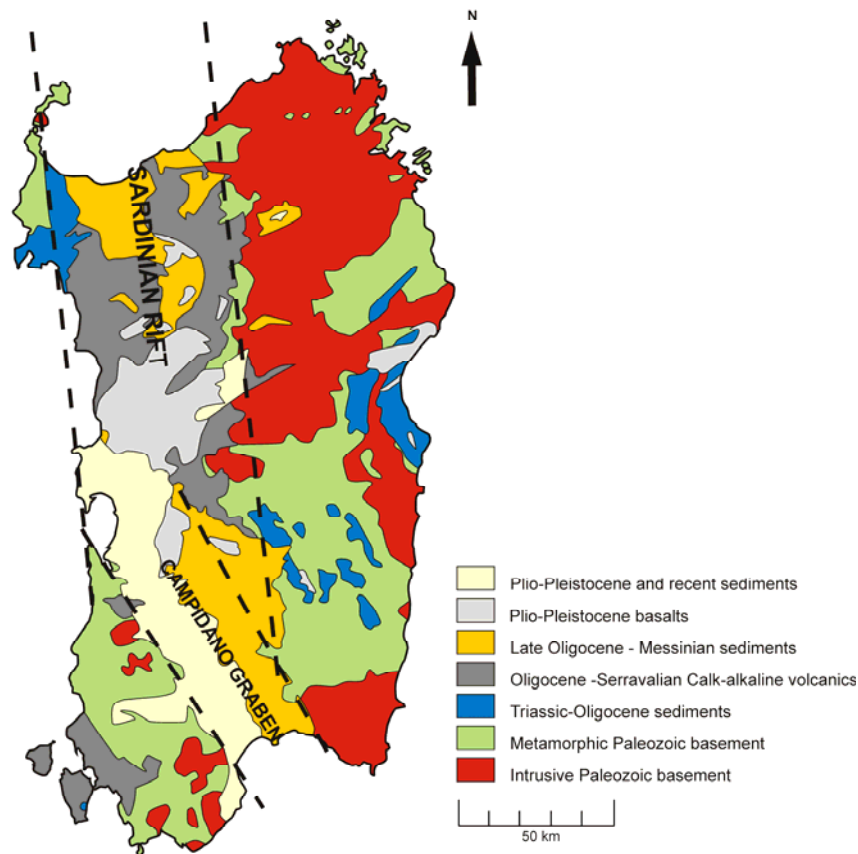 N
SARDINIAN RIFT
CAMPIDANO GRABEN
Plio-Pleistocene and recent sediments
Plio-Pleistocene basalts
Late Oligocene - Messinian sediments
Oligocene -Serravalian Calk-alkaline volcanics
Triassic-Oligocene sediments
Metamorphic Paleozoic basement
Intrusive Paleozoic basement
50 km